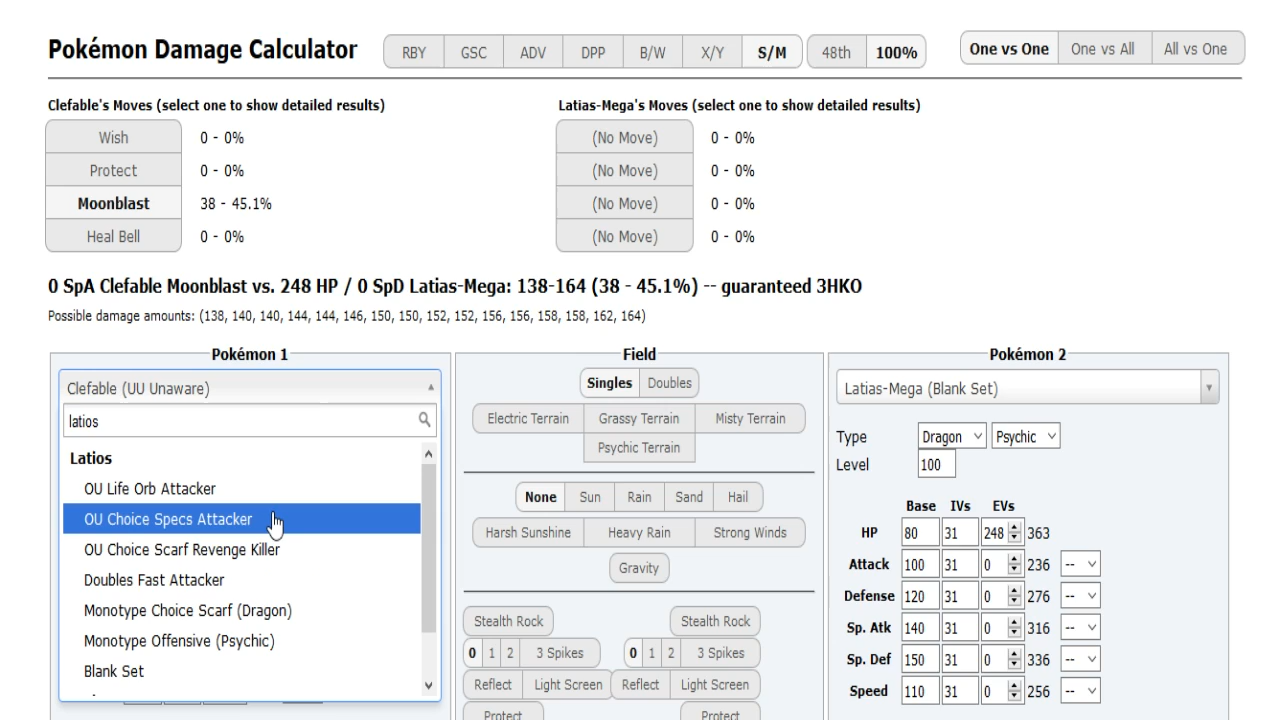 Pokémon Damage Calculator RBY GSC ADV DPP B/W X/Y S/M 48th 100% One vs One One vs All All vs One
Clefable's Moves (select one to show detailed results) Latias-Mega's Moves (select one to show detailed results)
Wish 0 - 0% (No Move) 0 - 0%
Protect 0 - 0% (No Move) 0 - 0%
Moonblast 38 - 45.1% (No Move) 0 - 0%
Heal Bell 0 - 0% (No Move) 0 - 0%
0 SpA Clefable Moonblast vs. 248 HP / 0 SpD Latias-Mega: 138-164 (38 - 45.1%) -- guaranteed 3HKO
Possible damage amounts: (138, 140, 140, 144, 144, 146, 150, 150, 152, 152, 156, 156, 158, 158, 162, 164)
Pokémon 1
Clefable (UU Unaware)
latios
Latios
OU Life Orb Attacker
OU Choice Specs Attacker
OU Choice Scarf Revenge Killer
Doubles Fast Attacker
Monotype Choice Scarf (Dragon)
Monotype Offensive (Psychic)
Blank Set
Field
Singles Doubles
Electric Terrain Grassy Terrain Misty Terrain
Psychic Terrain
None Sun Rain Sand Hail
Harsh Sunshine Heavy Rain Strong Winds
Gravity
Stealth Rock Stealth Rock
0 1 2 3 Spikes 0 1 2 3 Spikes
Reflect Light Screen Reflect Light Screen
Protect Protect
Pokémon 2
Latias-Mega (Blank Set)
Type Dragon Psychic
Level 100
Base IVs EVs
HP 80 31 248 363
Attack 100 31 0 236 --
Defense 120 31 0 276 --
Sp. Atk 140 31 0 316 --
Sp. Def 150 31 0 336 --
Speed 110 31 0 256 --